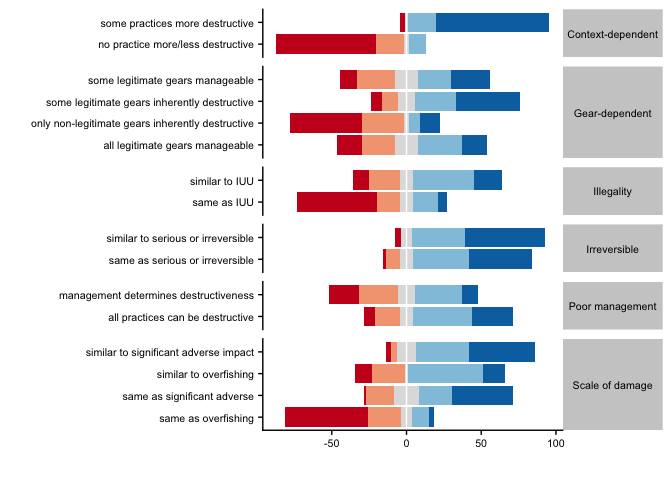 some practices more destructive
no practice more/less destructive
Context-dependent
some legitimate gears manageable
some legitimate gears inherently destructive
only non-legitimate gears inherently destructive
all legitimate gears manageable
Gear-dependent
similar to IUU
same as IUU
Illegality
similar to serious or irreversible
same as serious or irreversible
Irreversible
management determines destructiveness
all practices can be destructive
Poor management
similar to significant adverse impact
similar to overfishing
same as significant adverse
same as overfishing
Scale of damage
-50 0 50 100